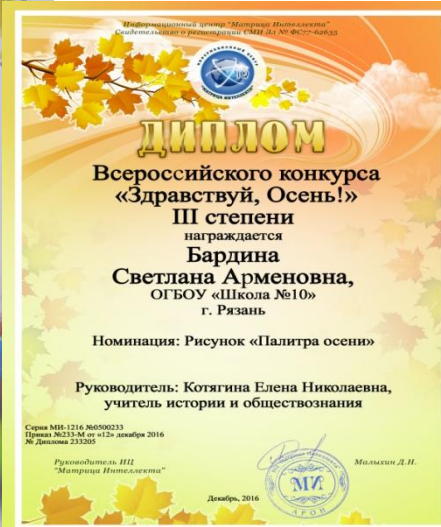 Информационный центр "Матрица Интеллекта"
Свидетельство о регистрации СМИ Эл № ФС77-62635
ДИПЛОМ
Всероссийского конкурса
«Здравствуй, Осень!»
III степени
награждается
Бардина
Светлана Арменовна,
ОГБОУ «Школа №10»
г. Рязань
Номинация: Рисунок «Палитра осени»
Руководитель: Котягина Елена Николаевна,
учитель истории и обществознания
Серия МИ-1216 №0500233
Приказ №233-М от «12» декабря 2016
№ Диплома 233205
Руководитель ИЦ
"Матрица Интеллекта"
Малыхин Д.Н.
МИ
АРОН
Декабрь, 2016